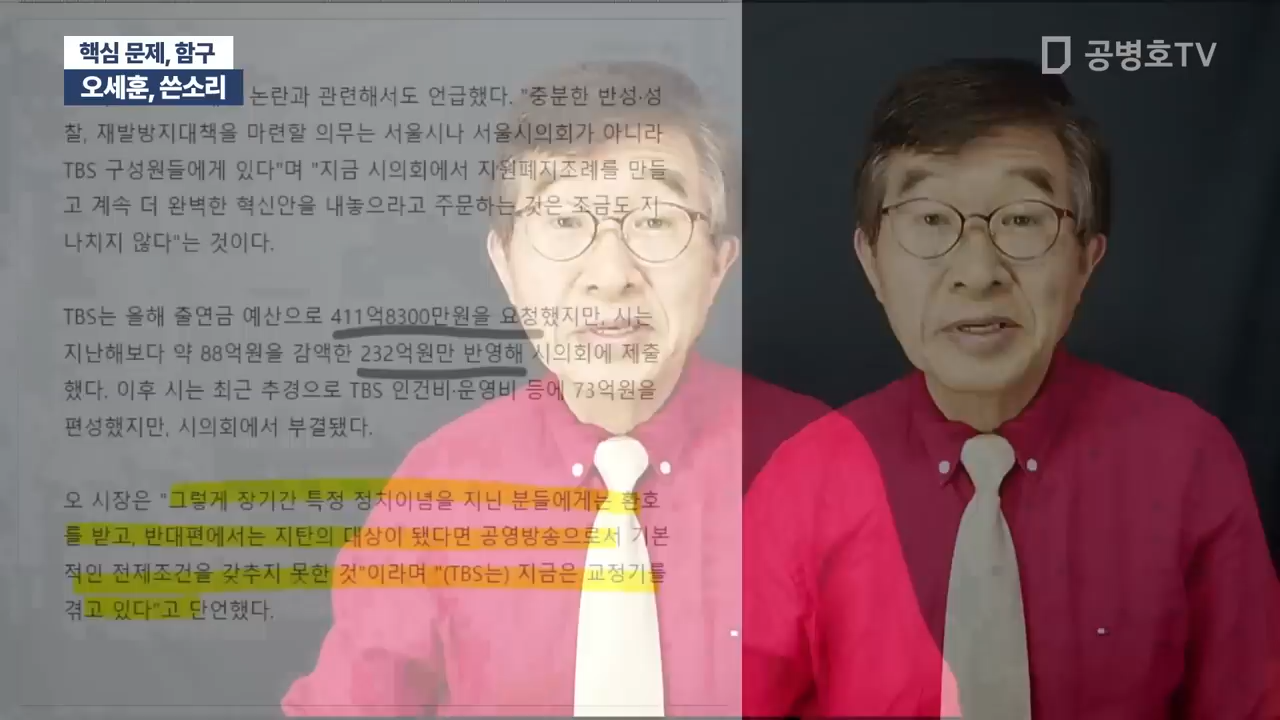 핵심 문제, 함구
오세훈, 쓴소리
공병호TV
논란과 관련해서도 언급했다. "충분한 반성·성
찰, 재발방지대책을 마련할 의무는 서울시나 서울시의회가 아니라
TBS 구성원들에게 있다"며 "지금 시의회에서 지원폐지조례를 만들
고 계속 더 완벽한 혁신안을 내놓으라고 주문하는 것은 조금도 지
나치지 않다"는 것이다.
TBS는 올해 출연금 예산으로 411억8300만원을 요청했지만, 시는
지난해보다 약 88억원을 감액한 232억원만 반영해 시의회에 제출
했다. 이후 시는 최근 추경으로 TBS 인건비·운영비 등에 73억원을
편성했지만, 시의회에서 부결됐다.
오 시장은 "그렇게 장기간 특정 정치이념을 지닌 분들에게는 환호
를 받고, 반대편에서는 지탄의 대상이 됐다면 공영방송으로서 기본
적인 전제조건을 갖추지 못한 것"이라며 "(TBS는) 지금은 교정기를
겪고 있다"고 단언했다.